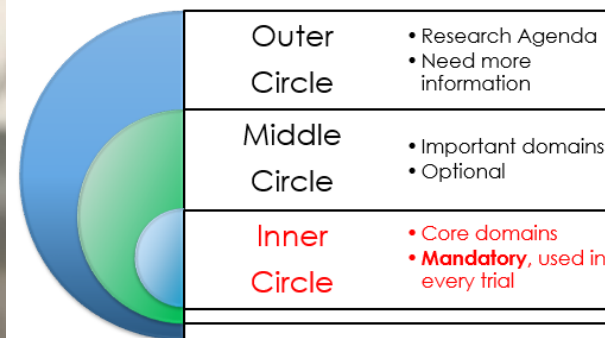 Outer
Circle
• Research Agenda
• Need more
information
Middle
Circle
• Important domains
• Optional
Inner
Circle
• Core domains
• Mandatory, used in
every trial